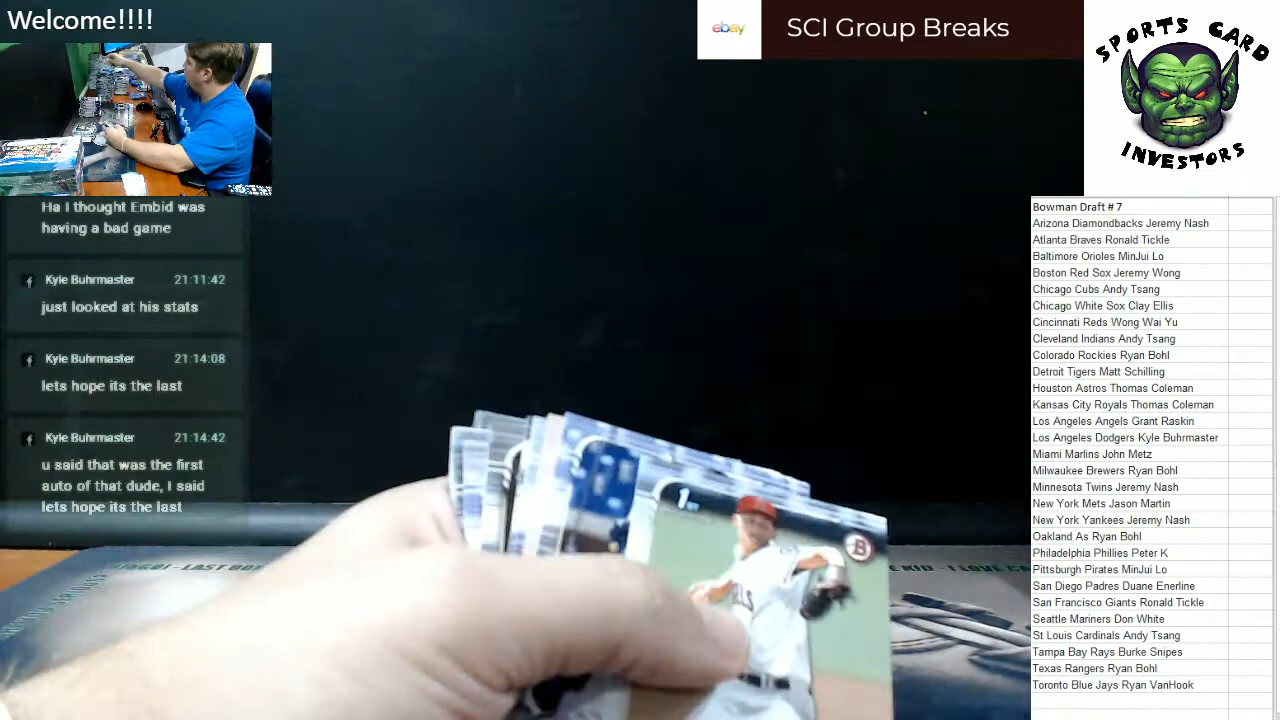 Welcome!!!!
ebay
SCI Group Breaks
SPORTS CARD
INVESTORS
Ha I thought Embid was
having a bad game
Kyle Buhrmaster 21:11:42
just looked at his stats
Kyle Buhrmaster 21:14:08
lets hope its the last
Kyle Buhrmaster 21:14:42
u said that was the first
auto of that dude, I said
lets hope its the last
1ST
B
Bowman Draft # 7
Arizona Diamondbacks Jeremy Nash
Atlanta Braves Ronald Tickle
Baltimore Orioles MinJui Lo
Boston Red Sox Jeremy Wong
Chicago Cubs Andy Tsang
Chicago White Sox Clay Ellis
Cincinnati Reds Wong Wai Yu
Cleveland Indians Andy Tsang
Colorado Rockies Ryan Bohl
Detroit Tigers Matt Schilling
Houston Astros Thomas Coleman
Kansas City Royals Thomas Coleman
Los Angeles Angels Grant Raskin
Los Angeles Dodgers Kyle Buhrmaster
Miami Marlins John Metz
Milwaukee Brewers Ryan Bohl
Minnesota Twins Jeremy Nash
New York Mets Jason Martin
New York Yankees Jeremy Nash
Oakland As Ryan Bohl
Philadelphia Phillies Peter K
Pittsburgh Pirates MinJui Lo
San Diego Padres Duane Enerline
San Francisco Giants Ronald Tickle
Seattle Mariners Don White
St Louis Cardinals Andy Tsang
Tampa Bay Rays Burke Snipes
Texas Rangers Ryan Bohl
Toronto Blue Jays Ryan VanHook